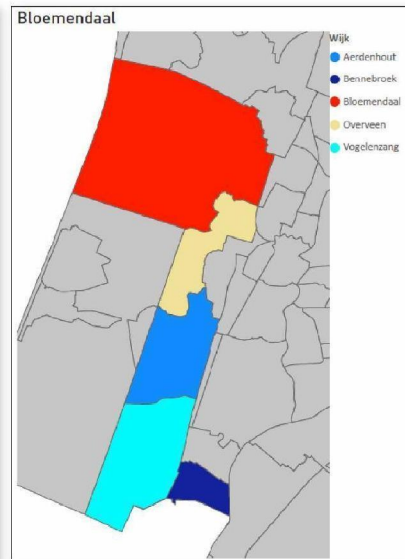 Bloemendaal
Wijk
Aerdenhout
Bennebroek
Bloemendaal
Overveen
Vogelenzang